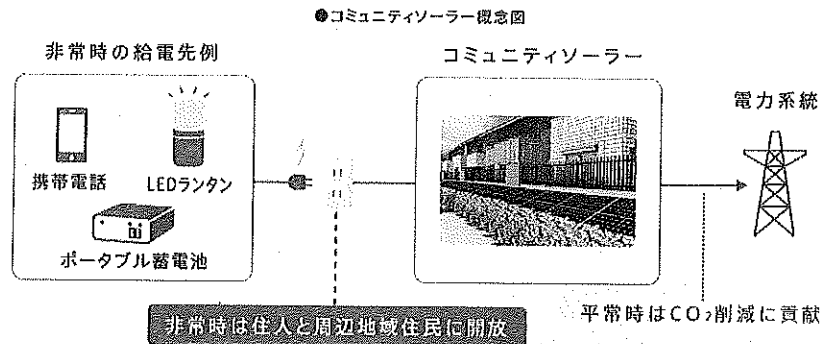 ●コミュニティソーラー概念図
非常時の給電先例
コミュニティソーラー
電力系統
携帯電話
LEDランタン
ポータブル蓄電池
非常時は住人と周辺地域住民に開放
平常時はCO₂削減に貢献